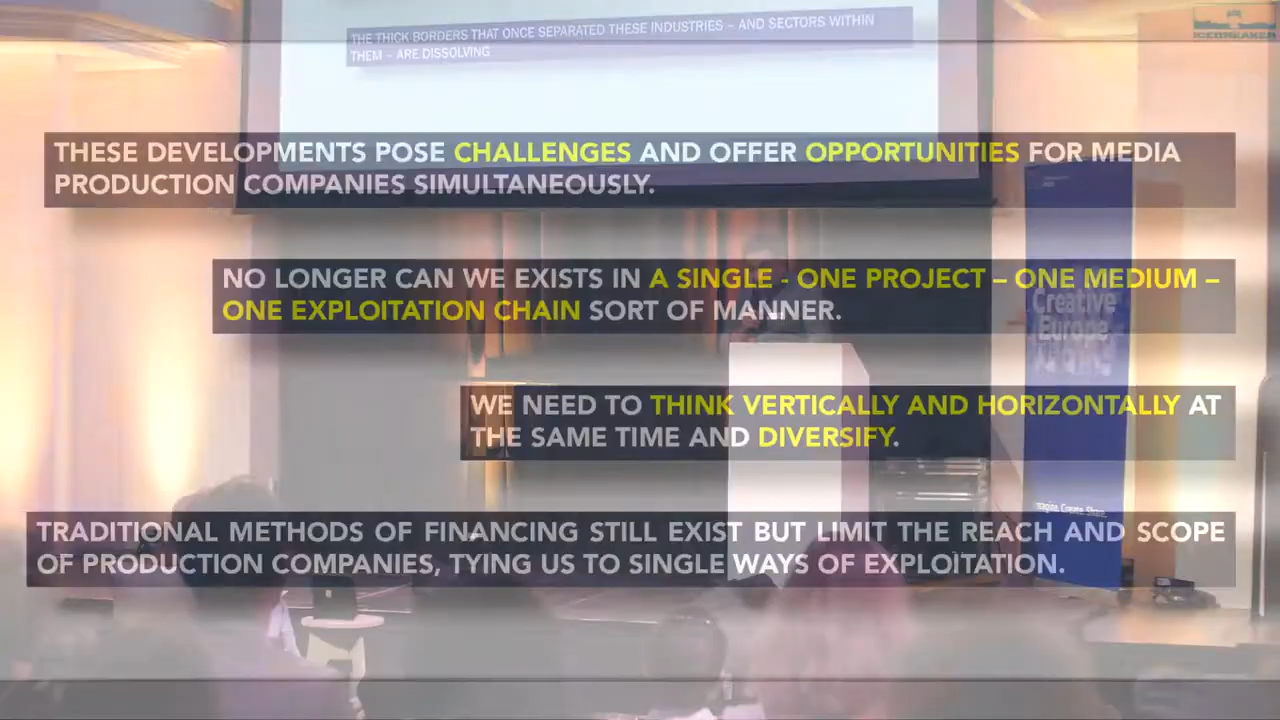 THE THICK BORDERS THAT ONCE SEPARATED THESE INDUSTRIES – AND SECTORS WITHIN
THEM – ARE DISSOLVING
ICEBREAKER
THESE DEVELOPMENTS POSE CHALLENGES AND OFFER OPPORTUNITIES FOR MEDIA
PRODUCTION COMPANIES SIMULTANEOUSLY.
NO LONGER CAN WE EXISTS IN A SINGLE - ONE PROJECT – ONE MEDIUM –
ONE EXPLOITATION CHAIN SORT OF MANNER.
Creative
Europe
WE NEED TO THINK VERTICALLY AND HORIZONTALLY AT
THE SAME TIME AND DIVERSIFY.
Create. Share.
TRADITIONAL METHODS OF FINANCING STILL EXIST BUT LIMIT THE REACH AND SCOPE
OF PRODUCTION COMPANIES, TYING US TO SINGLE WAYS OF EXPLOITATION.